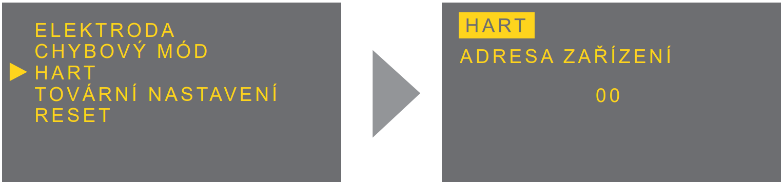 ELEKTRODA
CHYBOVÝ MÓD
HART
TOVÁRNÍ NASTAVENÍ
RESET
HART
ADRESA ZAŘÍZENÍ
00